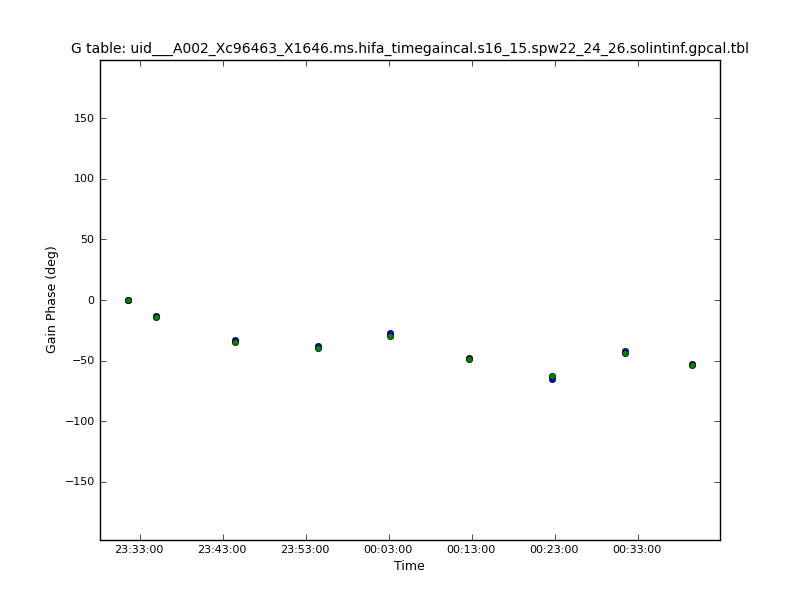 G table: uid___A002_Xc96463_X1646.ms.hifa_timegaincal.s16_15.spw22_24_26.solintinf.gpcal.tbl
150
100
50
0
−50
−100
−150
Gain Phase (deg)
23:33:00 23:43:00 23:53:00 00:03:00 00:13:00 00:23:00 00:33:00
Time